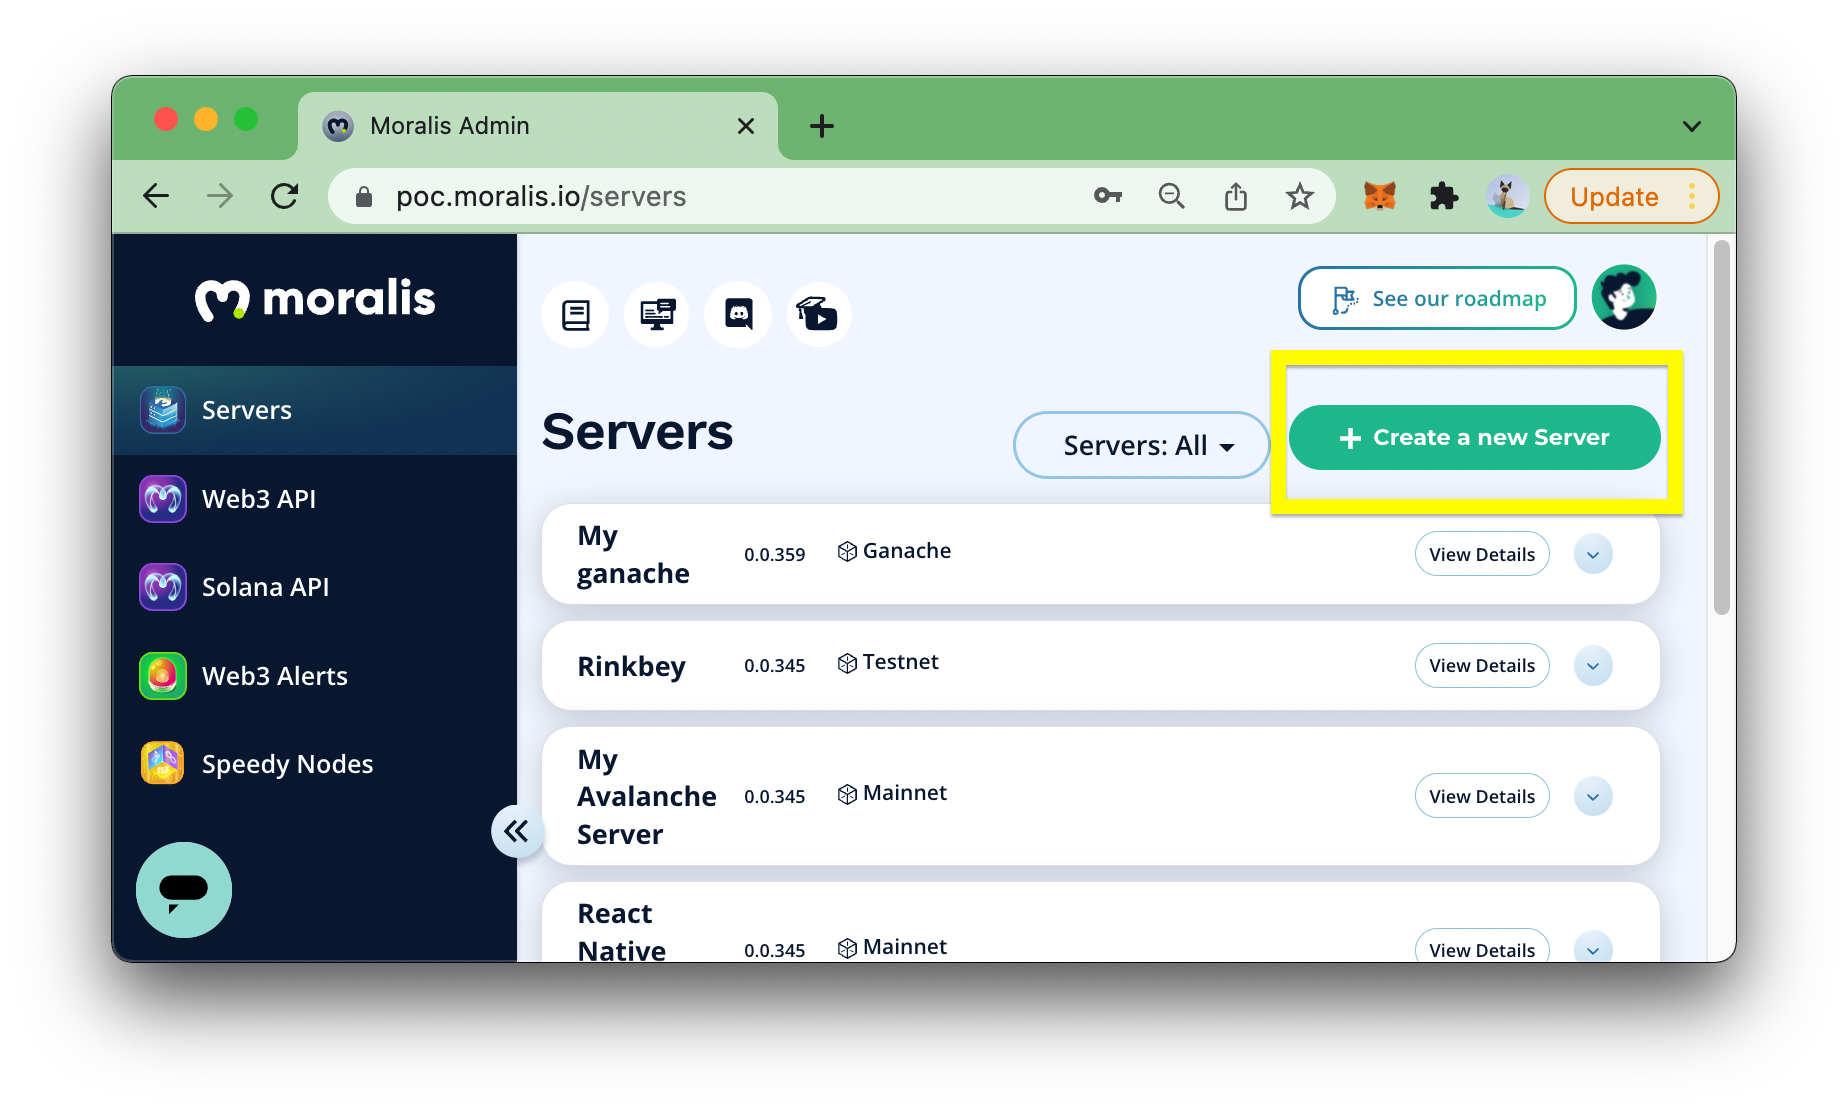 Moralis Admin
poc.moralis.io/servers
Update
moralis
See our roadmap
Servers
Web3 API
Solana API
Web3 Alerts
Speedy Nodes
Servers
Servers: All
+ Create a new Server
My
ganache
0.0.359
Ganache
View Details
Rinkbey
0.0.345
Testnet
View Details
My
Avalanche
Server
0.0.345
Mainnet
View Details
React
Native
0.0.345
Mainnet
View Details